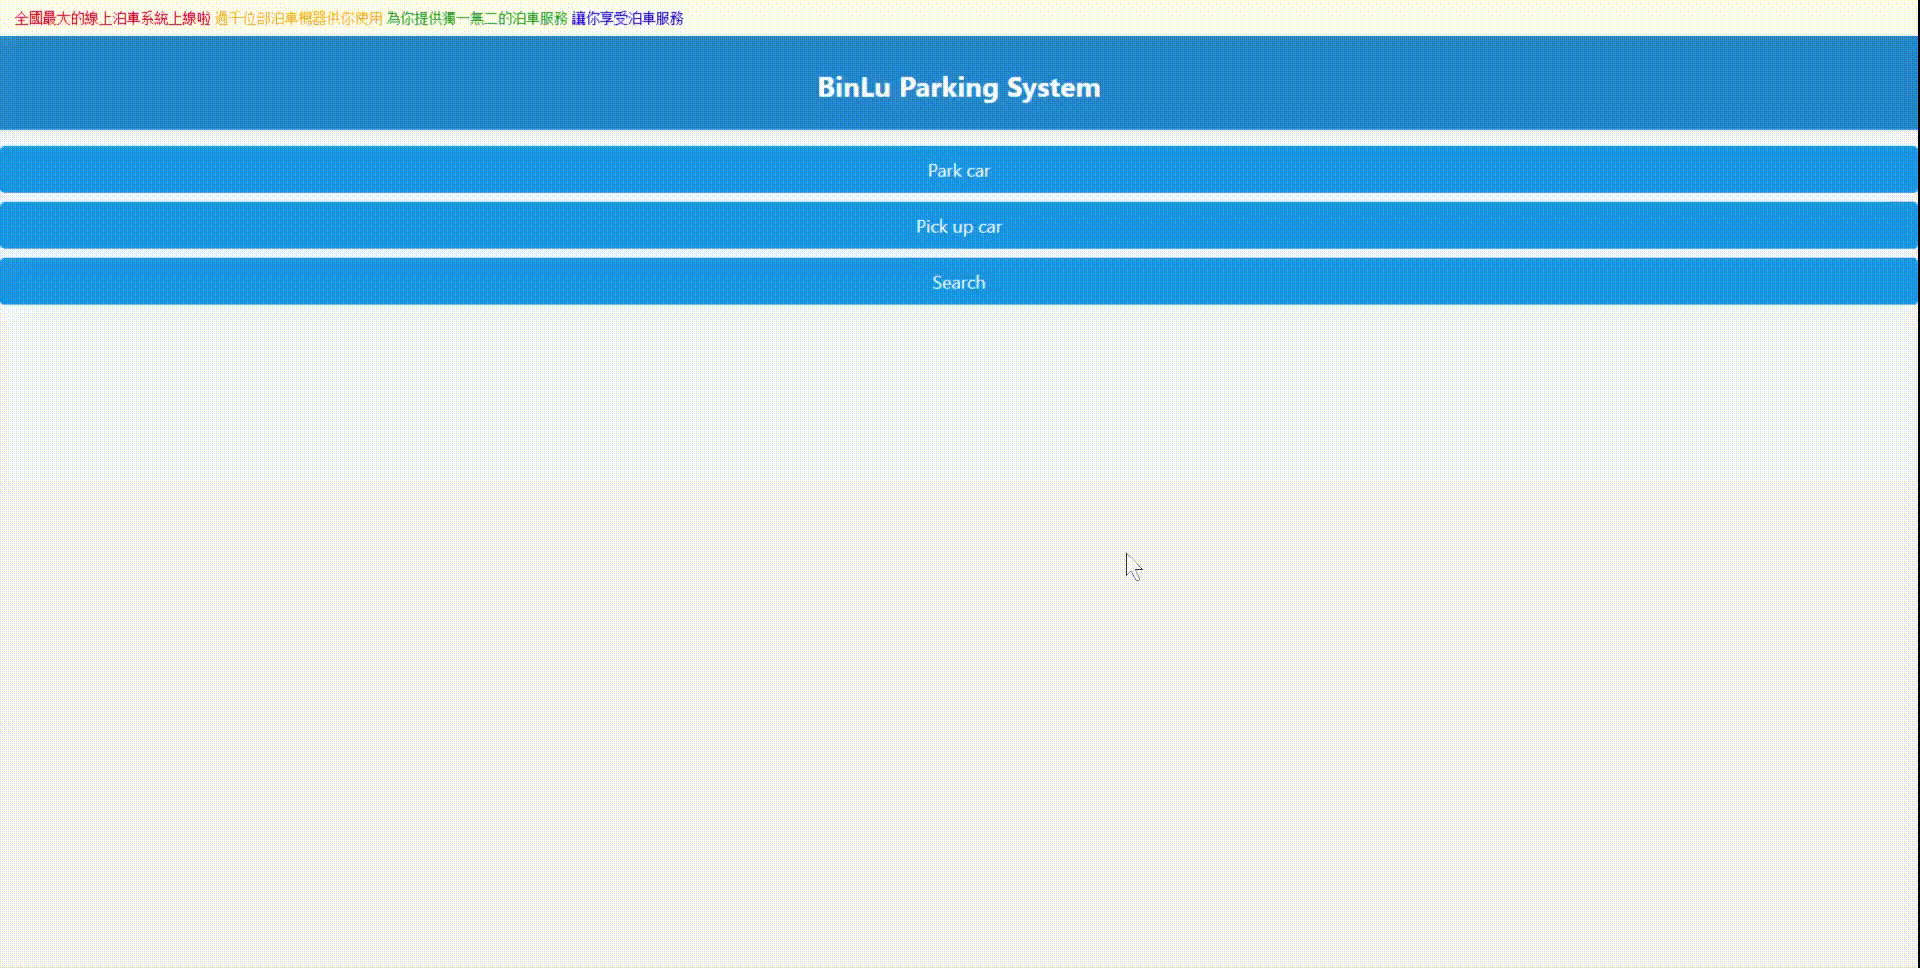 全國最大的線上泊車系統上線啦 過千位部泊車機器供你使用 為你提供獨一無二的泊車服務 讓你享受泊車服務
BinLu Parking System
Park car
Pick up car
Search